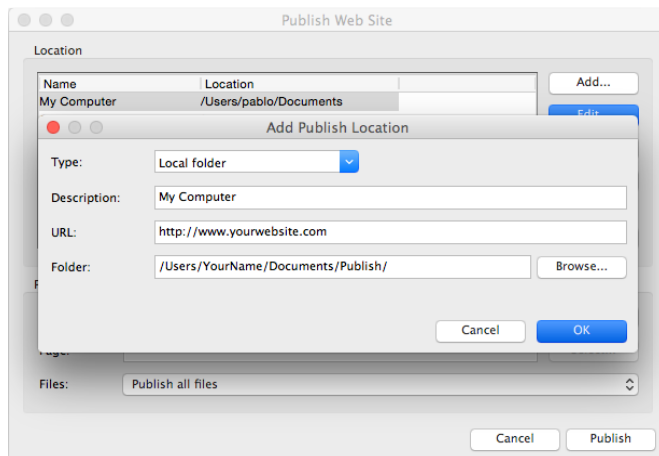 Publish Web Site
Location
Name Location
Add...
My Computer /Users/pablo/Documents
Edit...
Add Publish Location
Type: Local folder
Description: My Computer
URL: http://www.yourwebsite.com
Folder: /Users/YourName/Documents/Publish/ Browse...
Cancel OK
Files: Publish all files
Cancel Publish